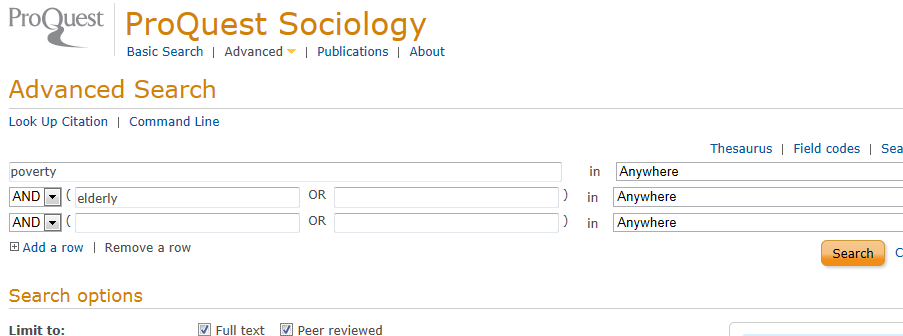 ProQuest
ProQuest Sociology
Basic Search | Advanced | Publications | About
Advanced Search
Look Up Citation | Command Line
Thesaurus | Field codes | Sea
poverty in Anywhere
AND ( elderly OR ) in Anywhere
AND ( OR ) in Anywhere
Add a row | Remove a row
Search C
Search options
Limit to: Full text Peer reviewed